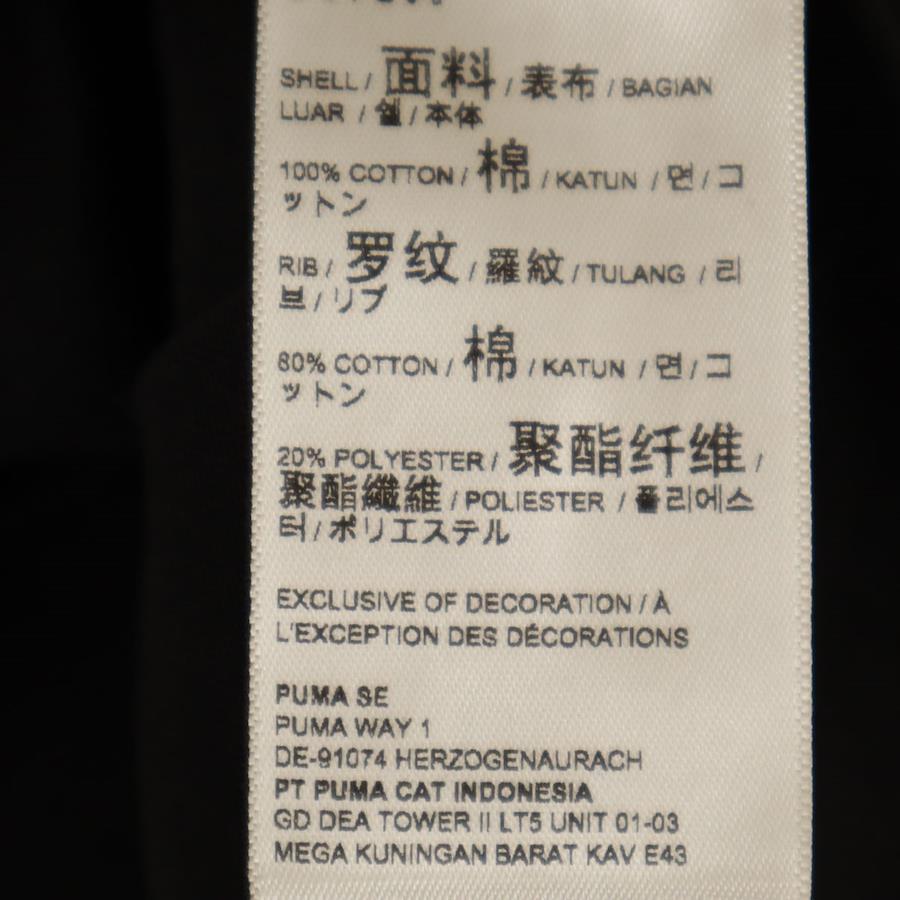 SHELL / 面料 / 表布 / BAGIAN
LUAR / 쉘 / 本体
100% COTTON / 棉 / KATUN / 면 / コ
ットン
RIB / 罗纹 / 羅紋 / TULANG / 리
브 / リブ
80% COTTON / 棉 / KATUN / 면 / コ
ットン
20% POLYESTER / 聚酯纤维 /
聚酯纖維 / POLIESTER / 폴리에스
터 / ポリエステル
EXCLUSIVE OF DECORATION / À
L'EXCEPTION DES DÉCORATIONS
PUMA SE
PUMA WAY 1
DE-91074 HERZOGENAURACH
PT PUMA CAT INDONESIA
GD DEA TOWER II LT5 UNIT 01-03
MEGA KUNINGAN BARAT KAV E43